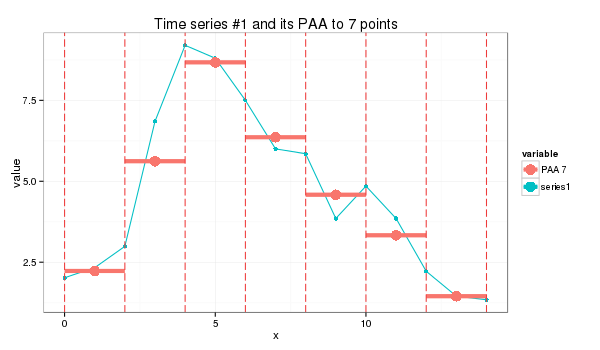 Time series #1 and its PAA to 7 points
value
7.5
5.0
2.5
0
5
10
x
variable
PAA 7
series1